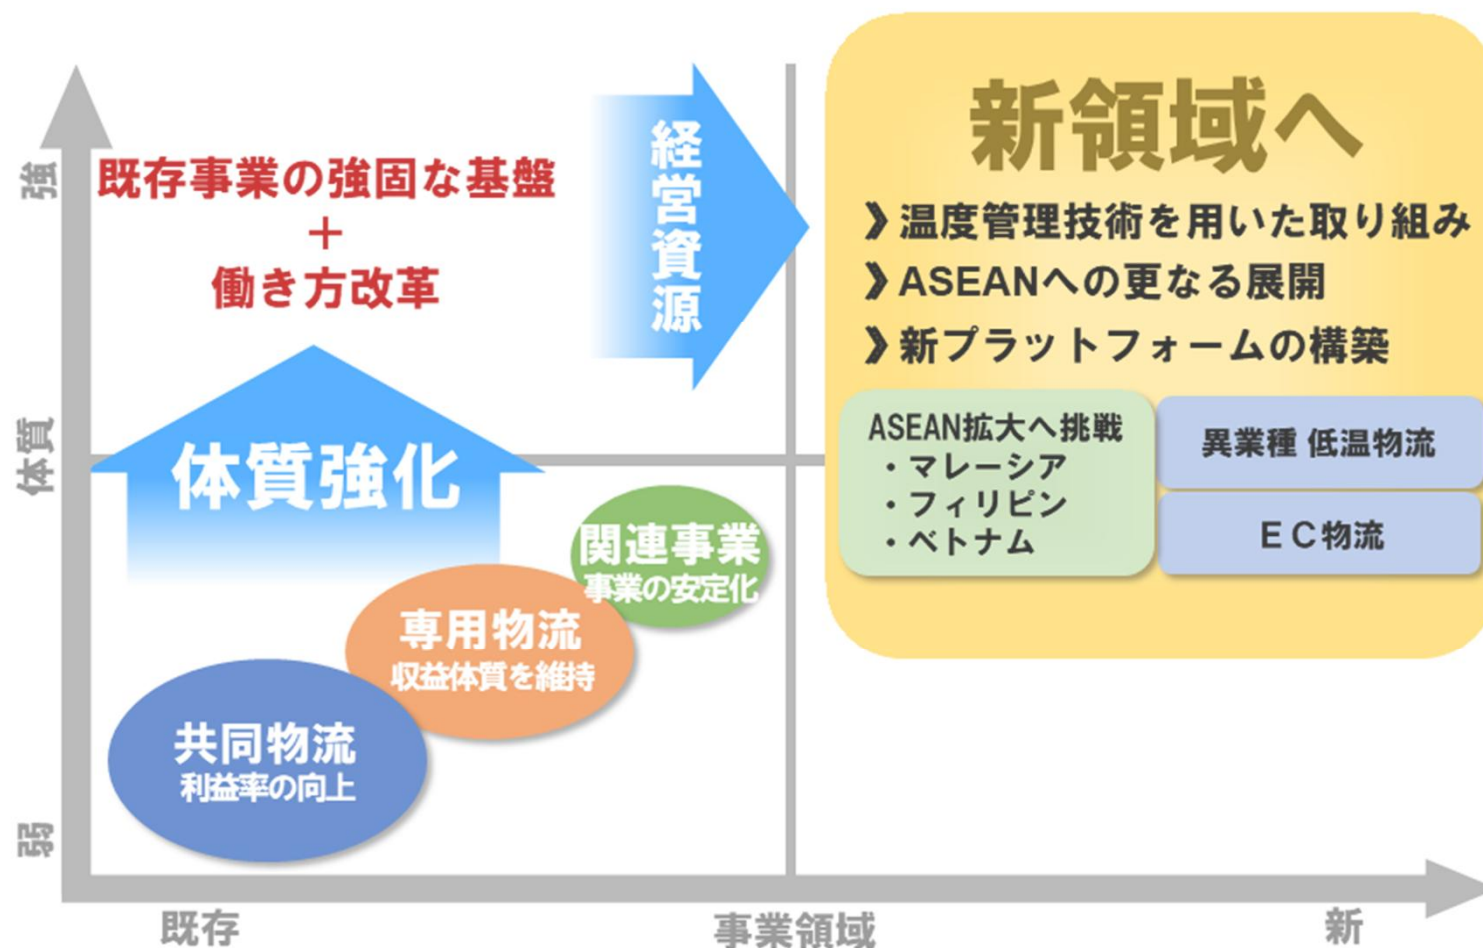 強
体質
弱
既存事業の強固な基盤
＋
働き方改革
経営資源
体質強化
関連事業
事業の安定化
専用物流
収益体質を維持
共同物流
利益率の向上
新領域へ
》温度管理技術を用いた取り組み
》ASEANへの更なる展開
》新プラットフォームの構築
ASEAN拡大へ挑戦
・マレーシア
・フィリピン
・ベトナム
異業種 低温物流
ＥＣ物流
既存
事業領域
新